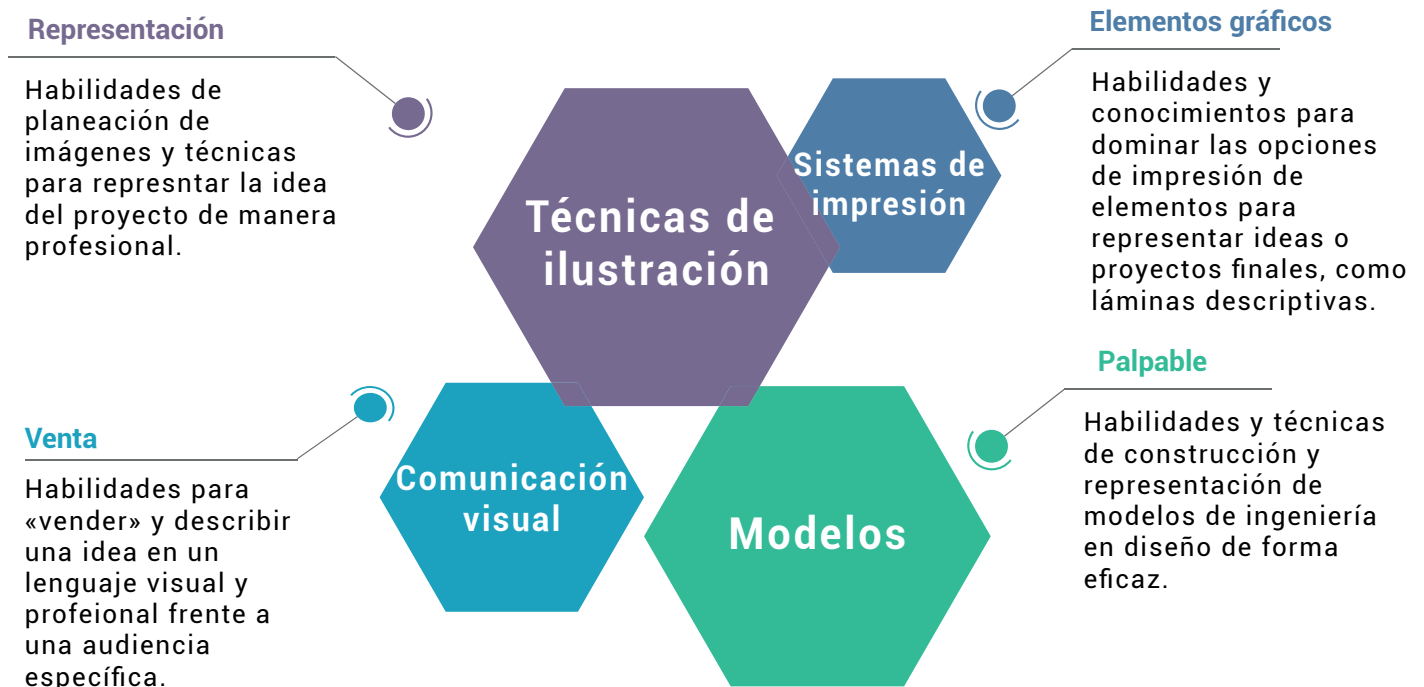 Representación
Habilidades de
planeación de
imágenes y técnicas
para represntar la idea
del proyecto de manera
profesional.
Elementos gráficos
Habilidades y
conocimientos para
dominar las opciones
de impresión de
elementos para
representar ideas o
proyectos finales, como
láminas descriptivas.
Técnicas de
ilustración
Sistemas de
impresión
Venta
Habilidades para
«vender» y describir
una idea en un
lenguaje visual y
profeional frente a
una audiencia
específica.
Comunicación
visual
Modelos
Palpable
Habilidades y técnicas
de construcción y
representación de
modelos de ingeniería
en diseño de forma
eficaz.